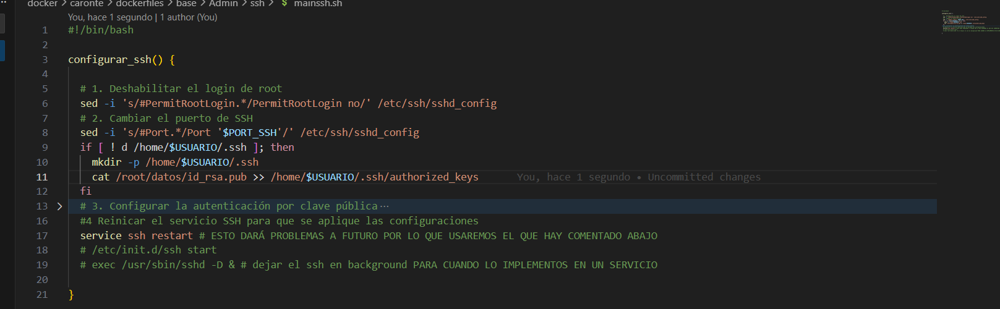 docker > caronte > dockerfiles > base > Admin > ssh > $ mainssh.sh
You, hace 1 segundo | 1 author (You)
1 #!/bin/bash
2
3 configurar_ssh() {
4
5 # 1. Deshabilitar el login de root
6 sed -i 's/#PermitRootLogin.*/PermitRootLogin no/' /etc/ssh/sshd_config
7 # 2. Cambiar el puerto de SSH
8 sed -i 's/#Port.*/Port '$PORT_SSH'/' /etc/ssh/sshd_config
9 if [ ! d /home/$USUARIO/.ssh ]; then
10 mkdir -p /home/$USUARIO/.ssh
11 cat /root/datos/id_rsa.pub >> /home/$USUARIO/.ssh/authorized_keys You, hace 1 segundo • Uncommitted changes
12 fi
13 > # 3. Configurar la autenticación por clave pública ···
16 #4 Reinicar el servicio SSH para que se aplique las configuraciones
17 service ssh restart # ESTO DARÁ PROBLEMAS A FUTURO POR LO QUE USAREMOS EL QUE HAY COMENTADO ABAJO
18 # /etc/init.d/ssh start
19 # exec /usr/sbin/sshd -D & # dejar el ssh en background PARA CUANDO LO IMPLEMENTOS EN UN SERVICIO
20
21 }